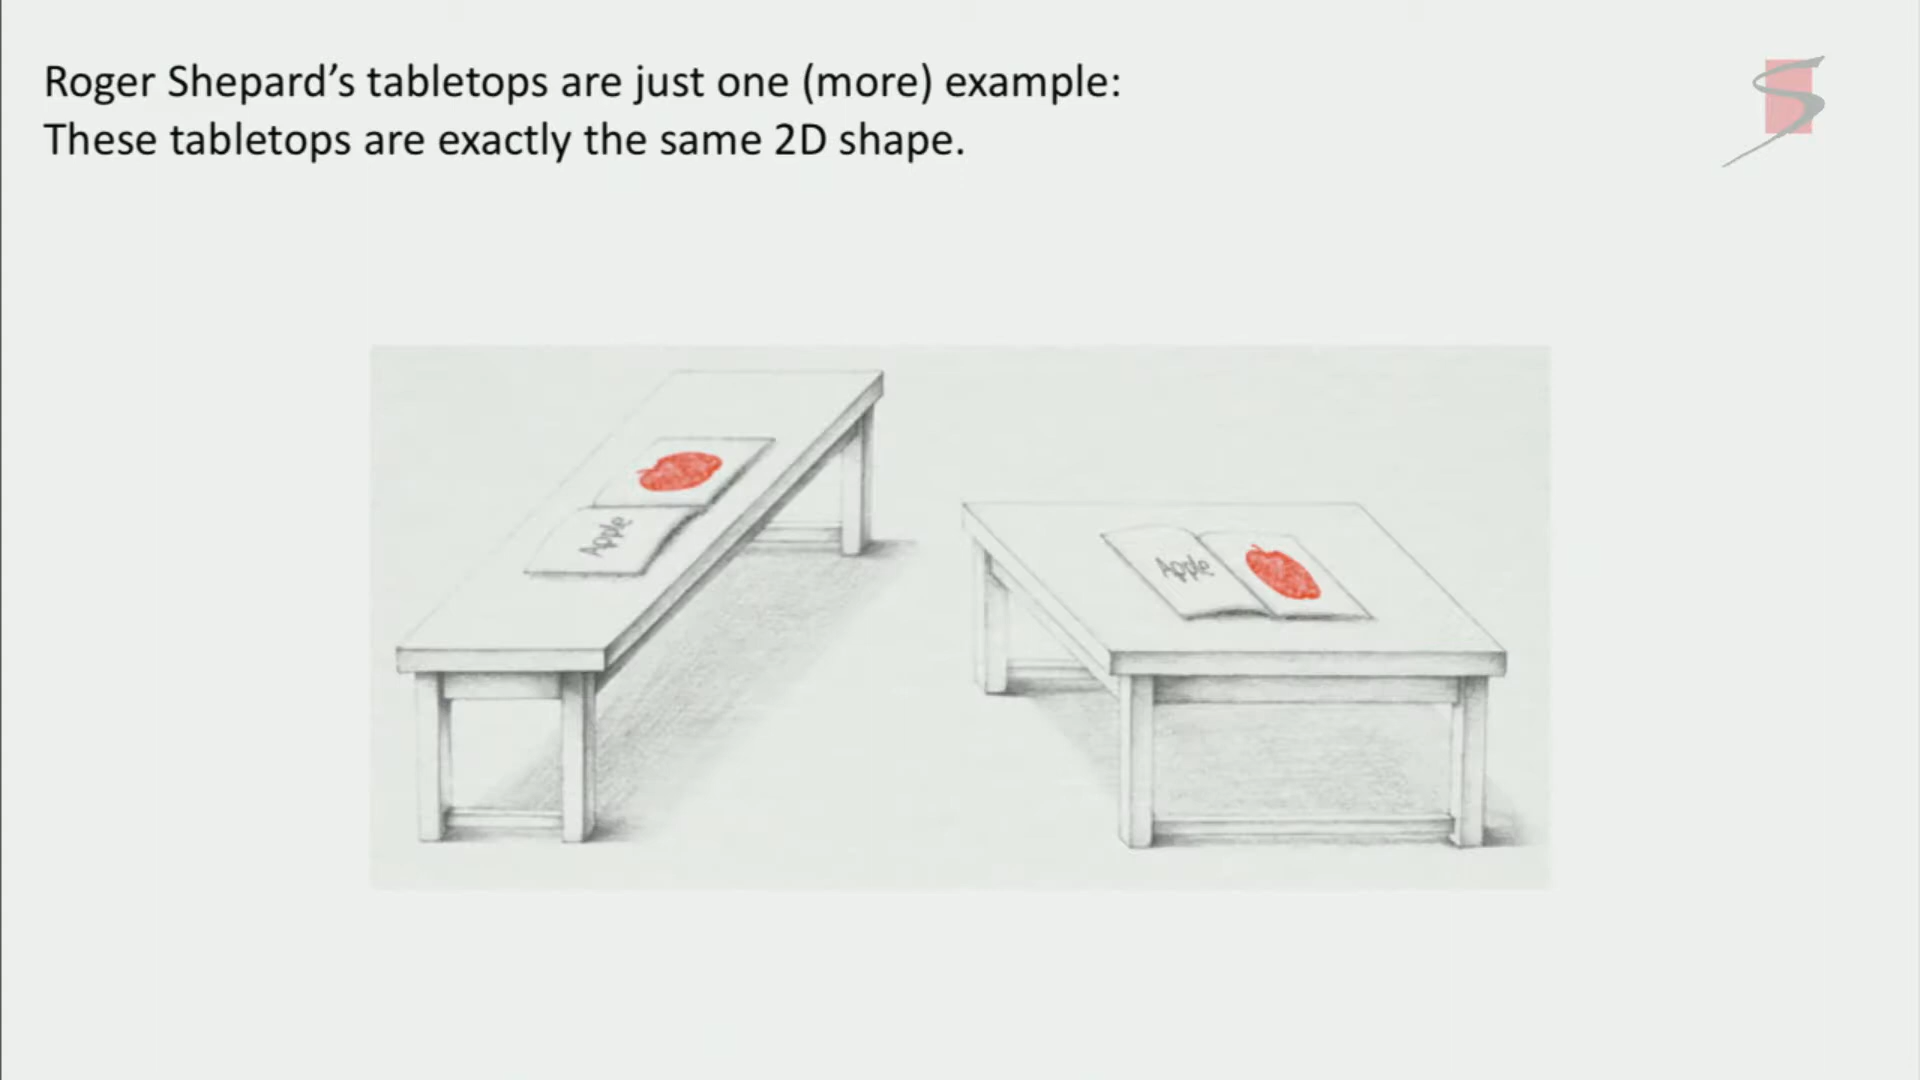 Roger Shepard’s tabletops are just one (more) example:
These tabletops are exactly the same 2D shape.
Apple
Apple